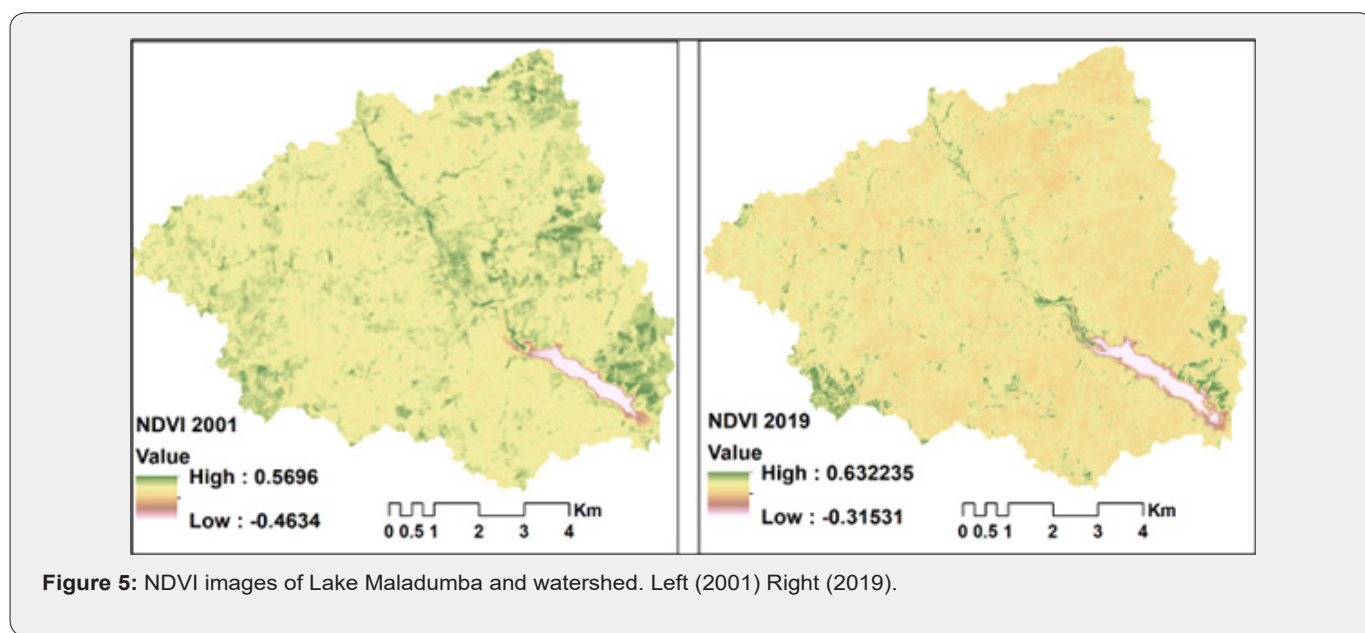 NDVI 2001
Value
High : 0.5696
Low : -0.4634
Km
0 0.5 1 2 3 4
NDVI 2019
Value
High : 0.632235
Low : -0.31531
Km
0 0.5 1 2 3 4
Figure 5: NDVI images of Lake Maladumba and watershed. Left (2001) Right (2019).